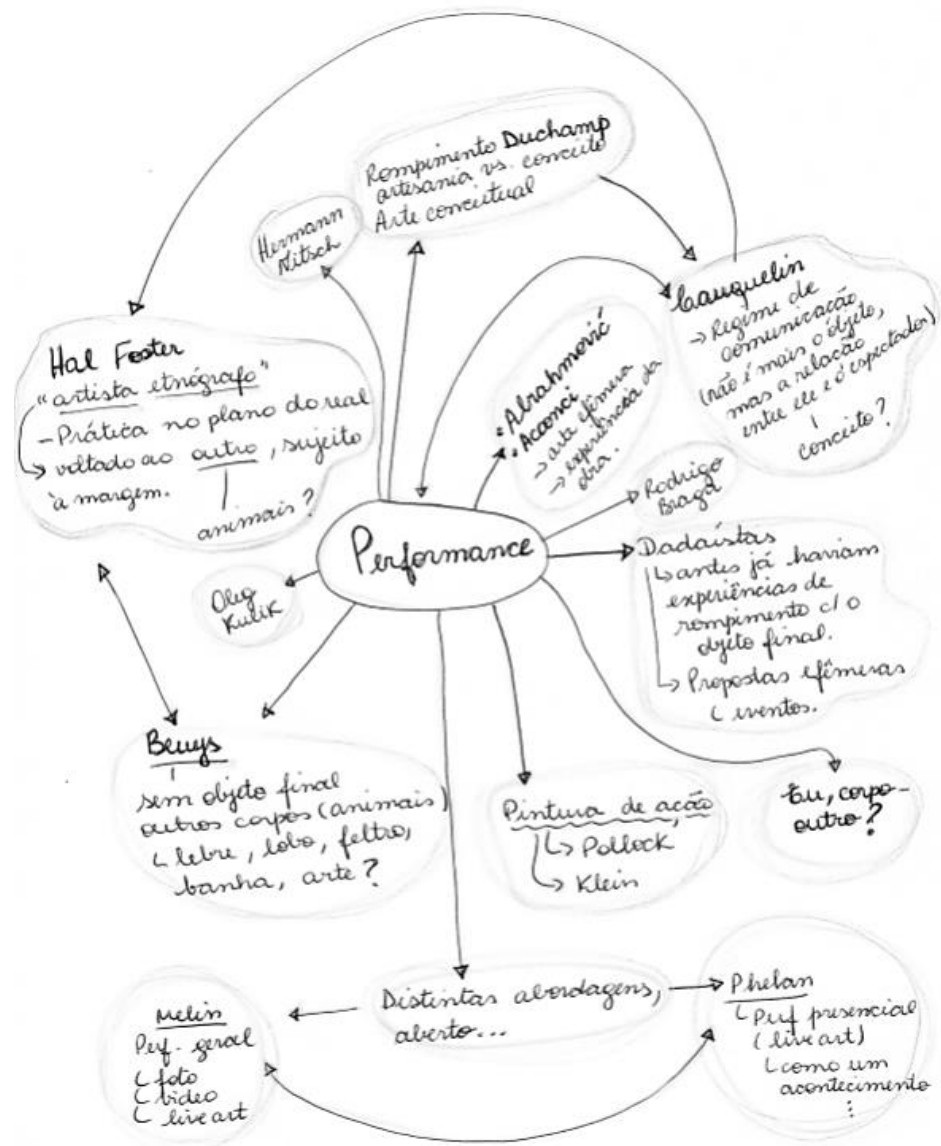 Rompimento Duchamp
artesania vs. conceito
Arte conceitual
Hermann
Nitsch
Cauquelin
→ Regime de
comunicação
(não é mais o objeto,
mas a relação
entre ele e o espectador)
conceito?
Hal Foster
"artista etnógrafo"
- Prática no plano do real
→ voltado ao outro, sujeito
à margem.
animais?
• Abrahmović
• Acconci
→ arte efêmera
→ experiência da
obra.
Rodrigo
Braga
Performance
Oleg
Kulik
Dadaístas
↳ antes já haviam
experiências de
rompimento c/ o
objeto final.
↳ Propostas efêmeras
↳ eventos.
Beuys
sem objeto final
outros corpos (animais)
↳ lebre, lobo, feltro,
banha, arte?
Pintura de ação
↳ Pollock
↳ Klein
Eu, corpo-
outro?
Distintas abordagens,
aberto...
Melin
Perf. geral
↳ foto
↳ video
↳ live art
Phelan
↳ Perf presencial
(live art)
↳ como um
acontecimento
⋮